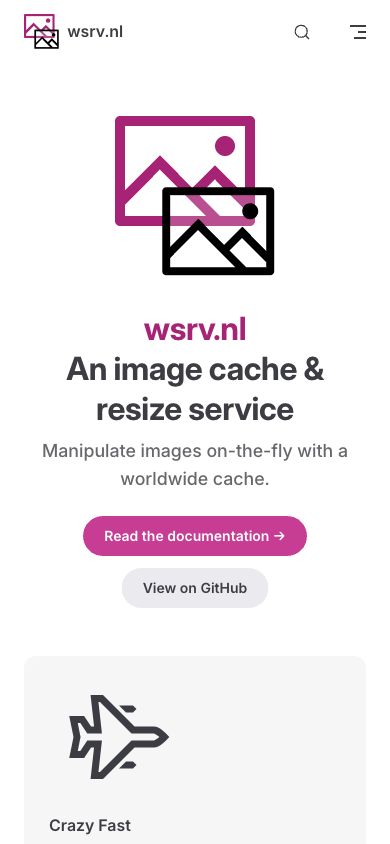 wsrv.nl
wsrv.nl
An image cache &
resize service
Manipulate images on-the-fly with a
worldwide cache.
Read the documentation →
View on GitHub
Crazy Fast